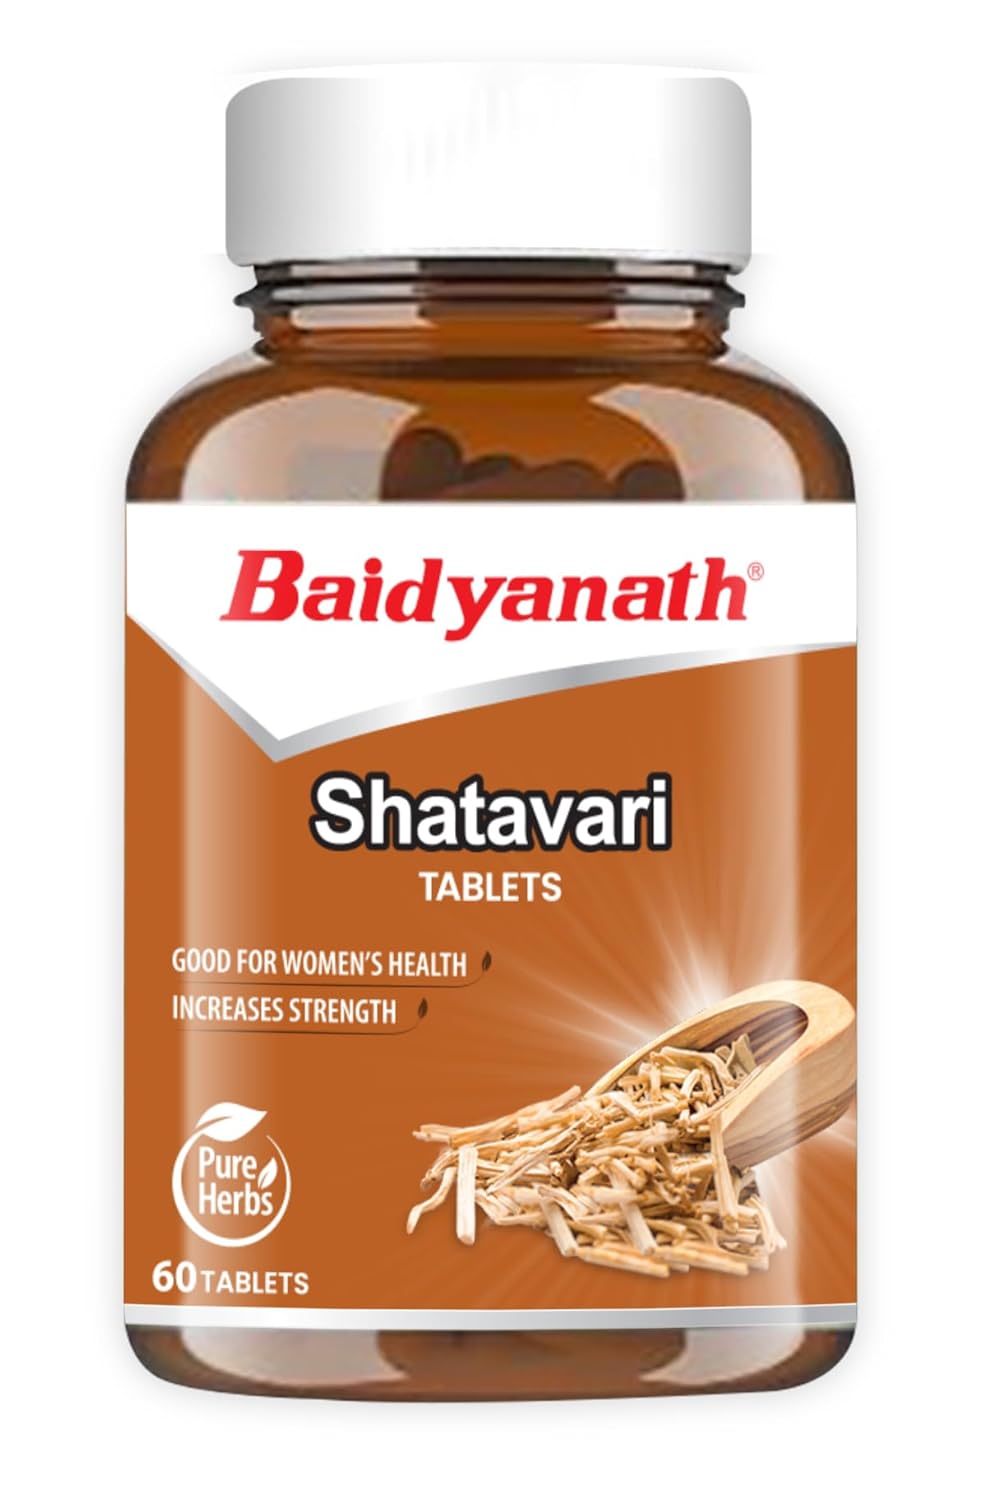 Baidyanath®
Shatavari
TABLETS
GOOD FOR WOMEN'S HEALTH
INCREASES STRENGTH
Pure
Herbs
60 TABLETS